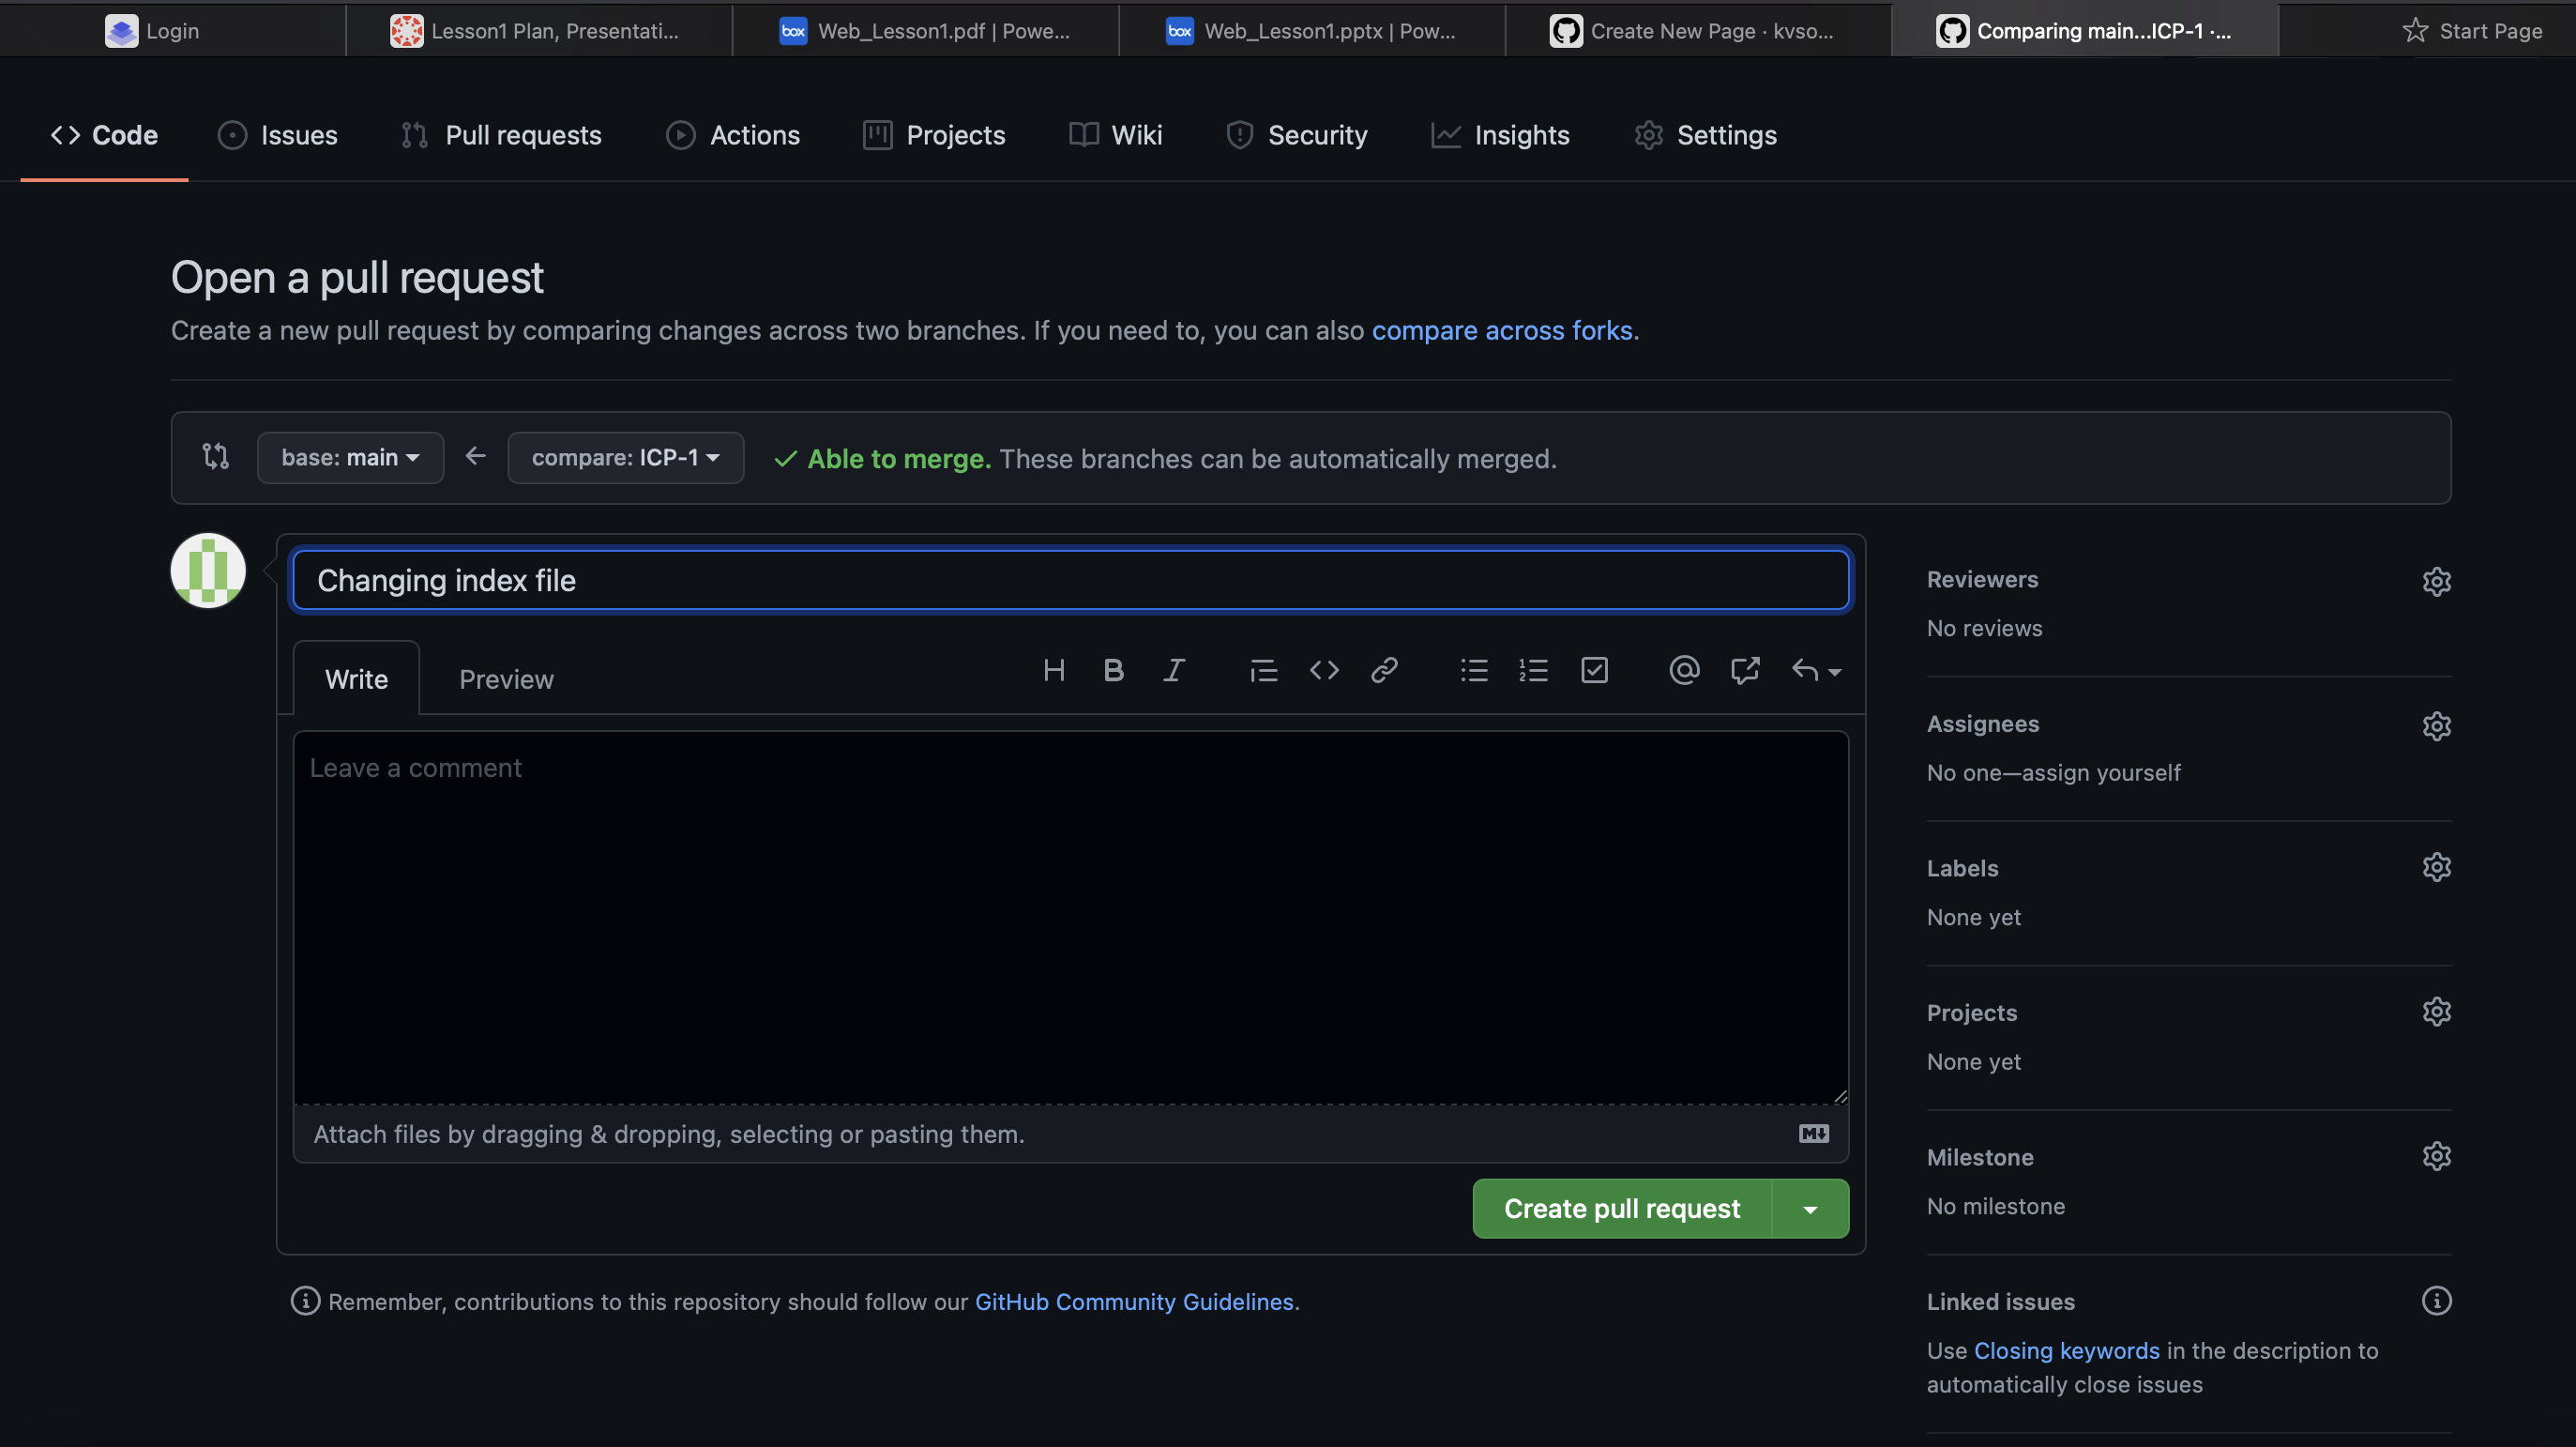 Login
Lesson1 Plan, Presentati...
box
Web_Lesson1.pdf | Powe...
box
Web_Lesson1.pptx | Pow...
Create New Page · kvso...
Comparing main...ICP-1 ·...
Start Page
Code
Issues
Pull requests
Actions
Projects
Wiki
Security
Insights
Settings
Open a pull request
Create a new pull request by comparing changes across two branches. If you need to, you can also compare across forks.
base: main
compare: ICP-1
Able to merge. These branches can be automatically merged.
Changing index file
Write
Preview
Leave a comment
Attach files by dragging & dropping, selecting or pasting them.
Create pull request
Remember, contributions to this repository should follow our GitHub Community Guidelines.
Reviewers
No reviews
Assignees
No one—assign yourself
Labels
None yet
Projects
None yet
Milestone
No milestone
Linked issues
Use Closing keywords in the description to
automatically close issues